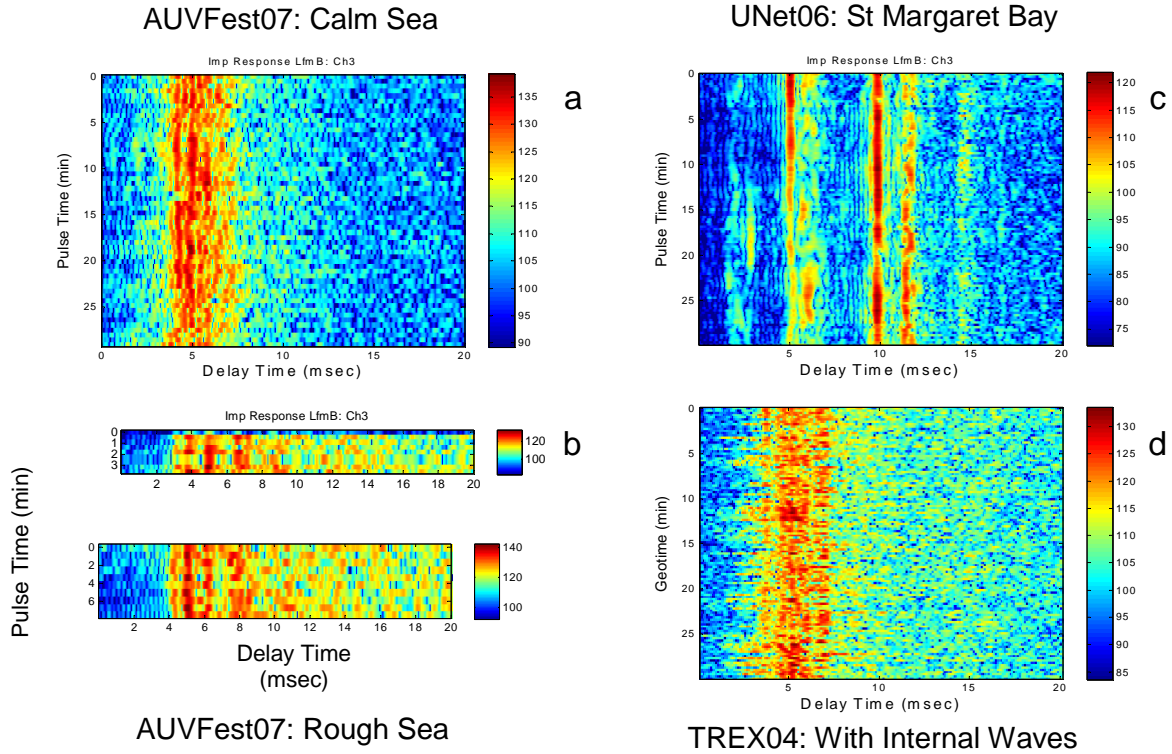 AUVFest07: Calm Sea
Imp Response LfmB: Ch3
a
Pulse Time (min)
0
5
10
15
20
25
0 5 10 15 20
Delay Time (msec)
135
130
125
120
115
110
105
100
95
90
Imp Response LfmB: Ch3
b
0
1
2
3
2 4 6 8 10 12 14 16 18 20
120
100
Pulse Time (min)
0
2
4
6
2 4 6 8 10 12 14 16 18 20
140
120
100
Delay Time
(msec)
AUVFest07: Rough Sea
UNet06: St Margaret Bay
Imp Response LfmB: Ch3
c
Pulse Time (min)
0
5
10
15
20
25
5 10 15 20
Delay Time (msec)
120
115
110
105
100
95
90
85
80
75
d
Geotime (min)
0
5
10
15
20
25
5 10 15 20
Delay Time (msec)
130
125
120
115
110
105
100
95
90
85
TREX04: With Internal Waves